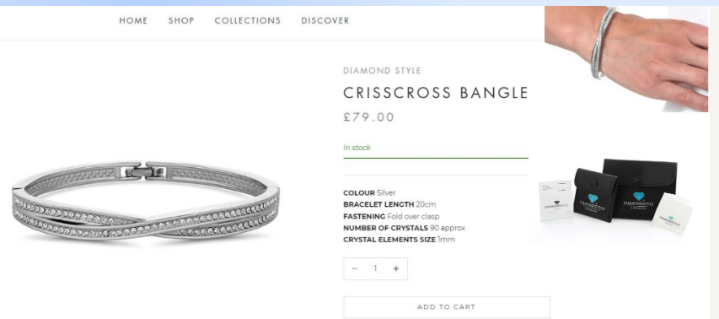 HOME SHOP COLLECTIONS DISCOVER
DIAMOND STYLE
CRISSCROSS BANGLE
£79.00
In stock
COLOUR Silver
BRACELET LENGTH 20cm
FASTENING Fold over clasp
NUMBER OF CRYSTALS 90 approx
CRYSTAL ELEMENTS SIZE 1mm
− 1 +
ADD TO CART